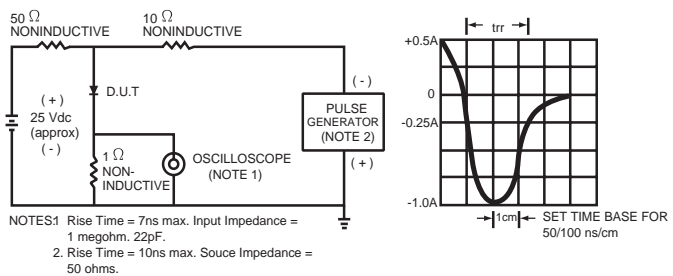 50 Ω
NONINDUCTIVE
10 Ω
NONINDUCTIVE
( + )
25 Vdc
(approx)
( - )
D.U.T
1 Ω
NON-
INDUCTIVE
OSCILLOSCOPE
(NOTE 1)
( - )
PULSE
GENERATOR
(NOTE 2)
( + )
trr
+0.5A
0
-0.25A
-1.0A
1cm
SET TIME BASE FOR
50/100 ns/cm
NOTES:1 Rise Time = 7ns max. Input Impedance =
1 megohm. 22pF.
2. Rise Time = 10ns max. Souce Impedance =
50 ohms.